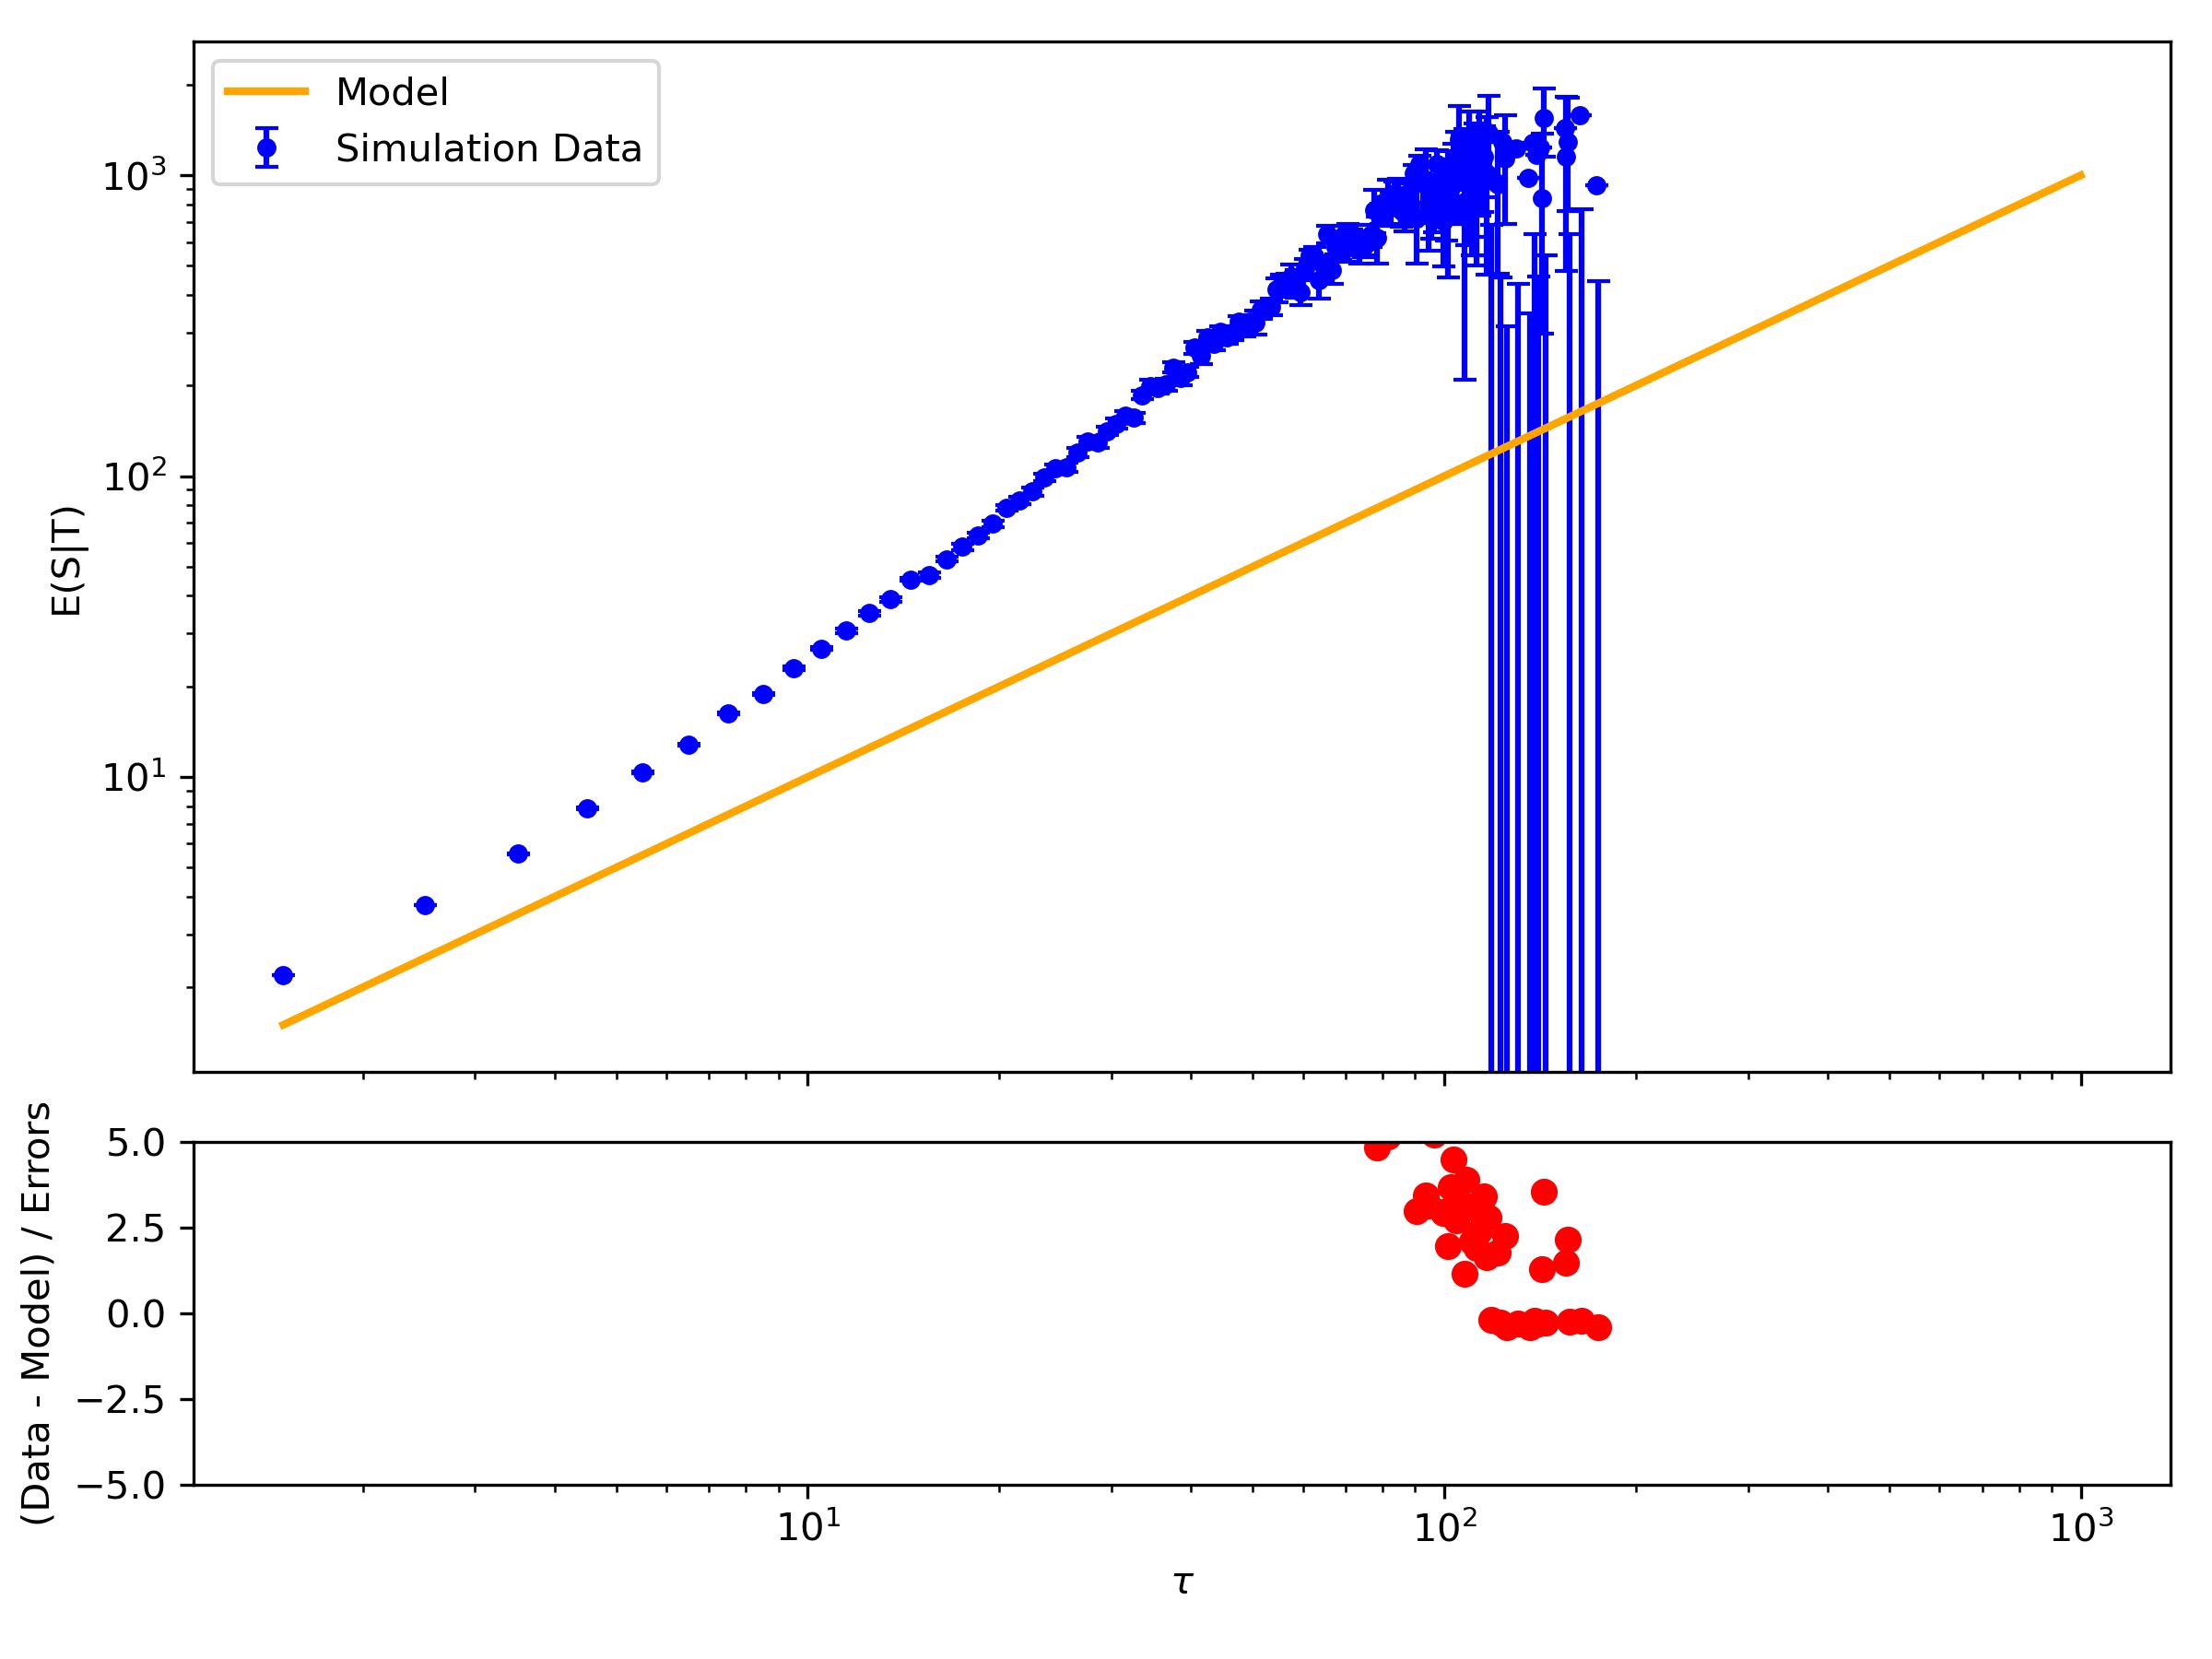 Model
Simulation Data
E(S|T)
10³
10²
10¹
(Data - Model) / Errors
5.0
2.5
0.0
−2.5
−5.0
10¹ 10² 10³
τ